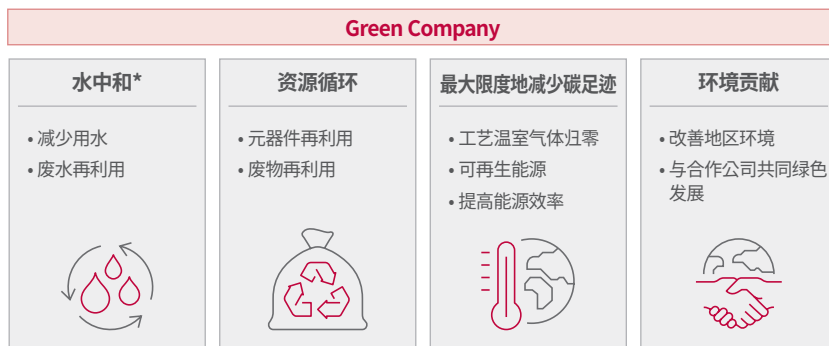 Green Company
水中和*
• 减少用水
• 废水再利用
资源循环
• 元器件再利用
• 废物再利用
最大限度地减少碳足迹
• 工艺温室气体归零
• 可再生能源
• 提高能源效率
环境贡献
• 改善地区环境
• 与合作公司共同绿色
发展